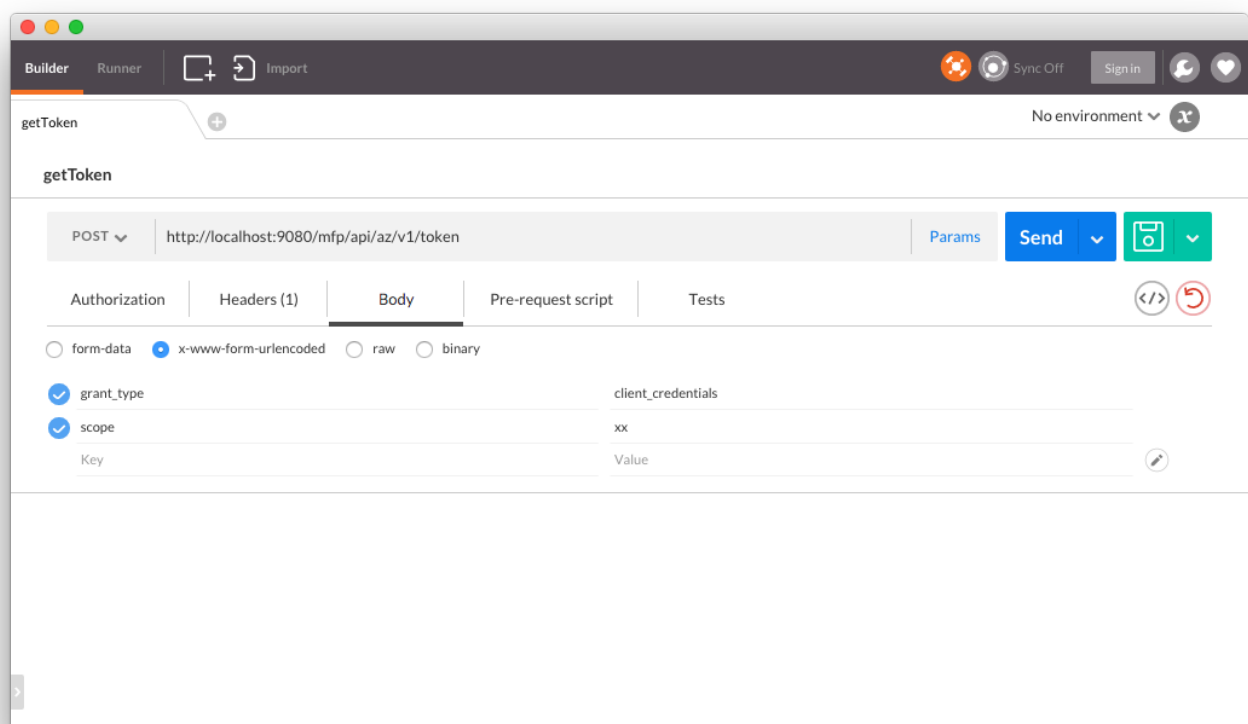 Builder Runner Import Sync Off Sign in
getToken No environment x
getToken
POST http://localhost:9080/mfp/api/az/v1/token Params Send
Authorization Headers (1) Body Pre-request script Tests </>
form-data x-www-form-urlencoded raw binary
grant_type client_credentials
scope xx
Key Value